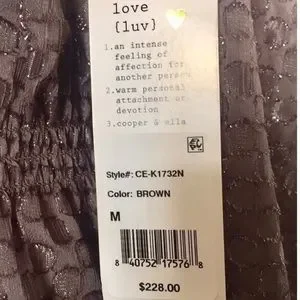 love
{luv}
1.an intense
feeling of
affection for
another person
2.warm personal
attachment or
devotion
3.cooper & ella
Style#: CE-K1732N
Color: BROWN
M
8 40752 17576 8
$228.00